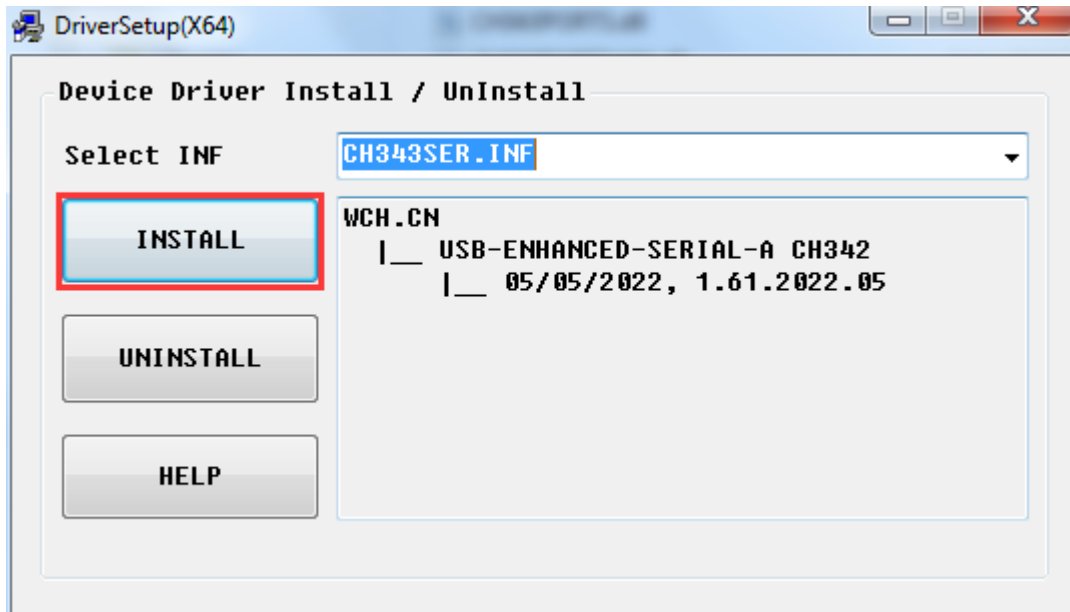 DriverSetup(X64)
Device Driver Install / UnInstall
Select INF
CH343SER.INF
INSTALL
WCH.CN
|__ USB-ENHANCED-SERIAL-A CH342
|__ 05/05/2022, 1.61.2022.05
UNINSTALL
HELP